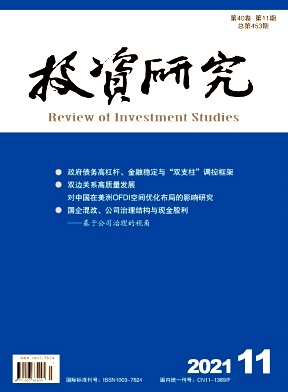 第40卷 第11期
总第453期
投資研究
Review of Investment Studies
● 政府债务高杠杆、金融稳定与“双支柱”调控框架
● 双边关系高质量发展
对中国在美洲OFDI空间优化布局的影响研究
● 国企混改、公司治理结构与现金股利
——基于公司治理的视角
ISSN 1003-7624
国际标准刊号：ISSN1003-7624 国内统一刊号：CN11-1389/F
2021 11